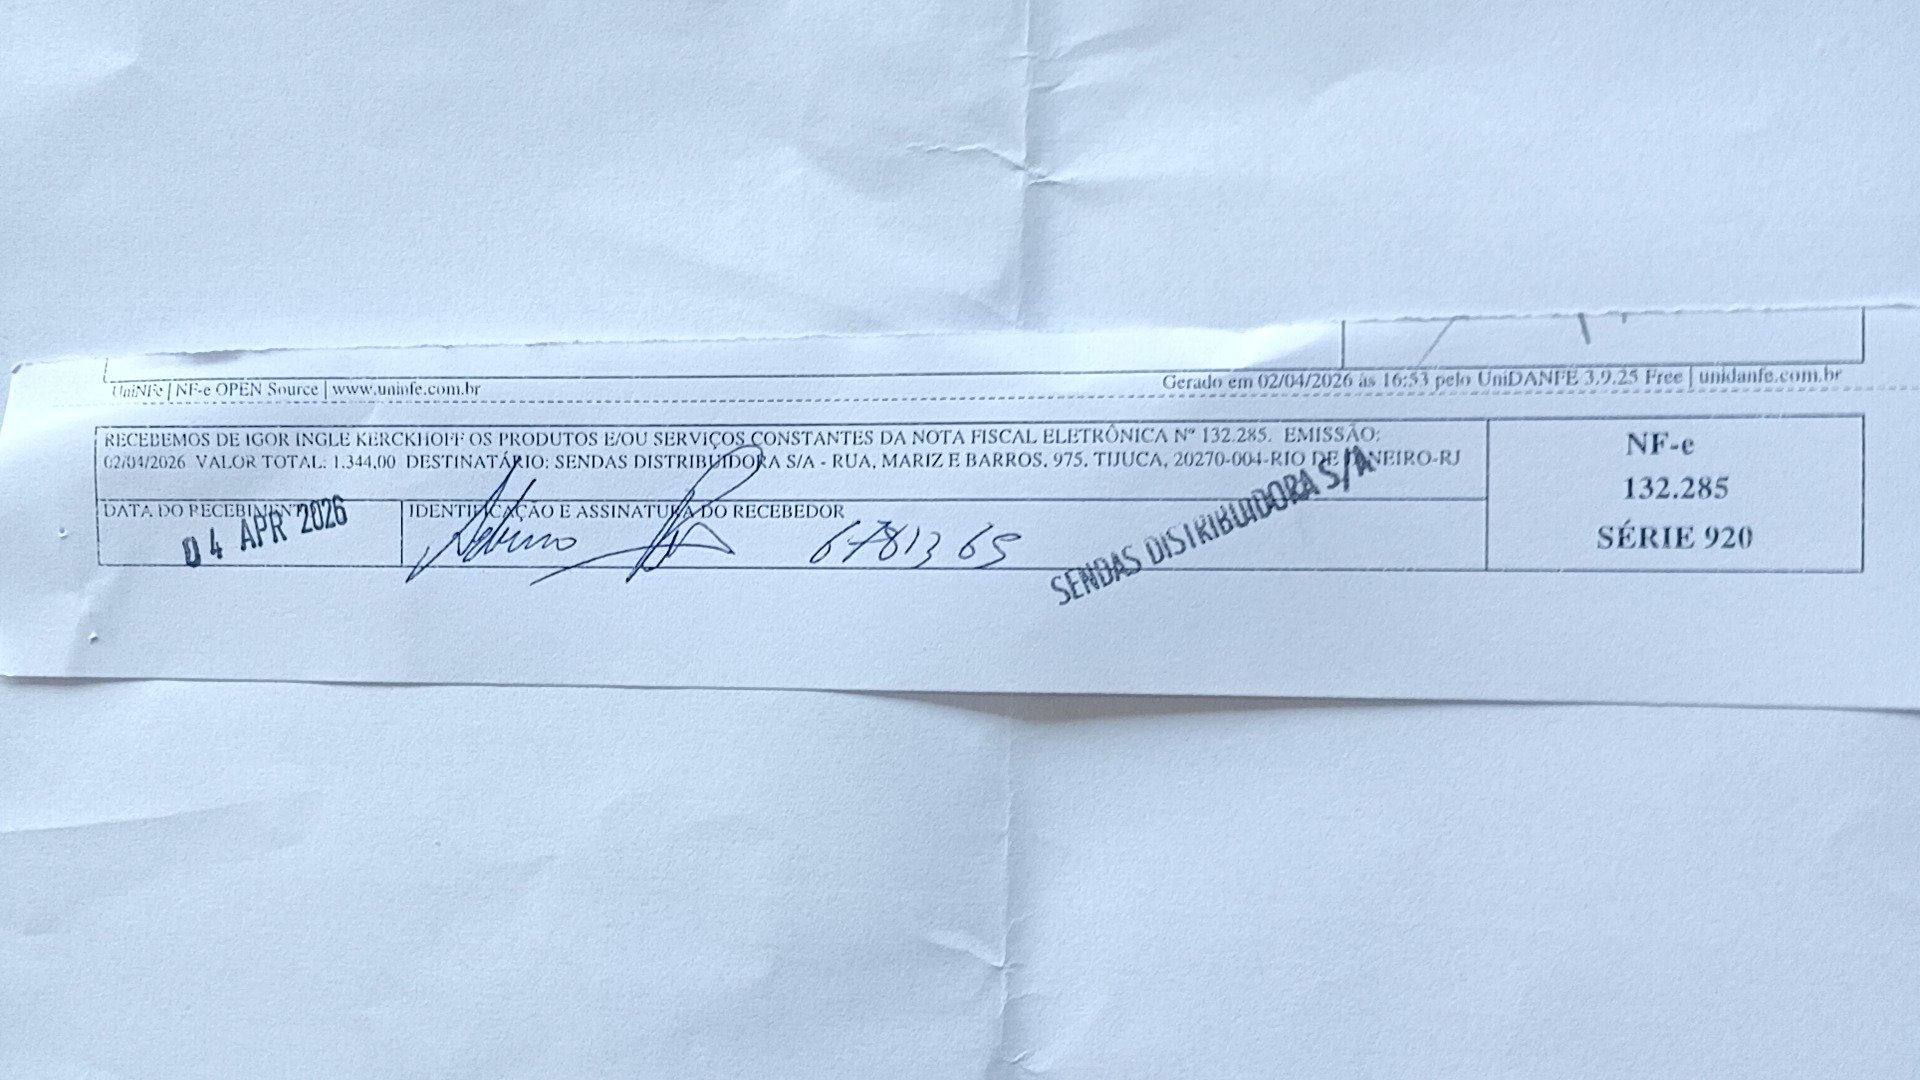 UniNFe | NF-e OPEN Source | www.uninfe.com.br
Gerado em 02/04/2026 às 16:53 pelo UniDANFE 3.9.25 Free | unidanfe.com.br
RECEBEMOS DE IGOR INGLE KERCKHOFF OS PRODUTOS E/OU SERVIÇOS CONSTANTES DA NOTA FISCAL ELETRÔNICA Nº 132.285. EMISSÃO:
02/04/2026 VALOR TOTAL: 1.344,00 DESTINATÁRIO: SENDAS DISTRIBUIDORA S/A - RUA, MARIZ E BARROS, 975, TIJUCA, 20270-004-RIO DE JANEIRO-RJ
DATA DO RECEBIMENTO
04 APR 2026
IDENTIFICAÇÃO E ASSINATURA DO RECEBEDOR
6781365
SENDAS DISTRIBUIDORA S/A
NF-e
132.285
SÉRIE 920